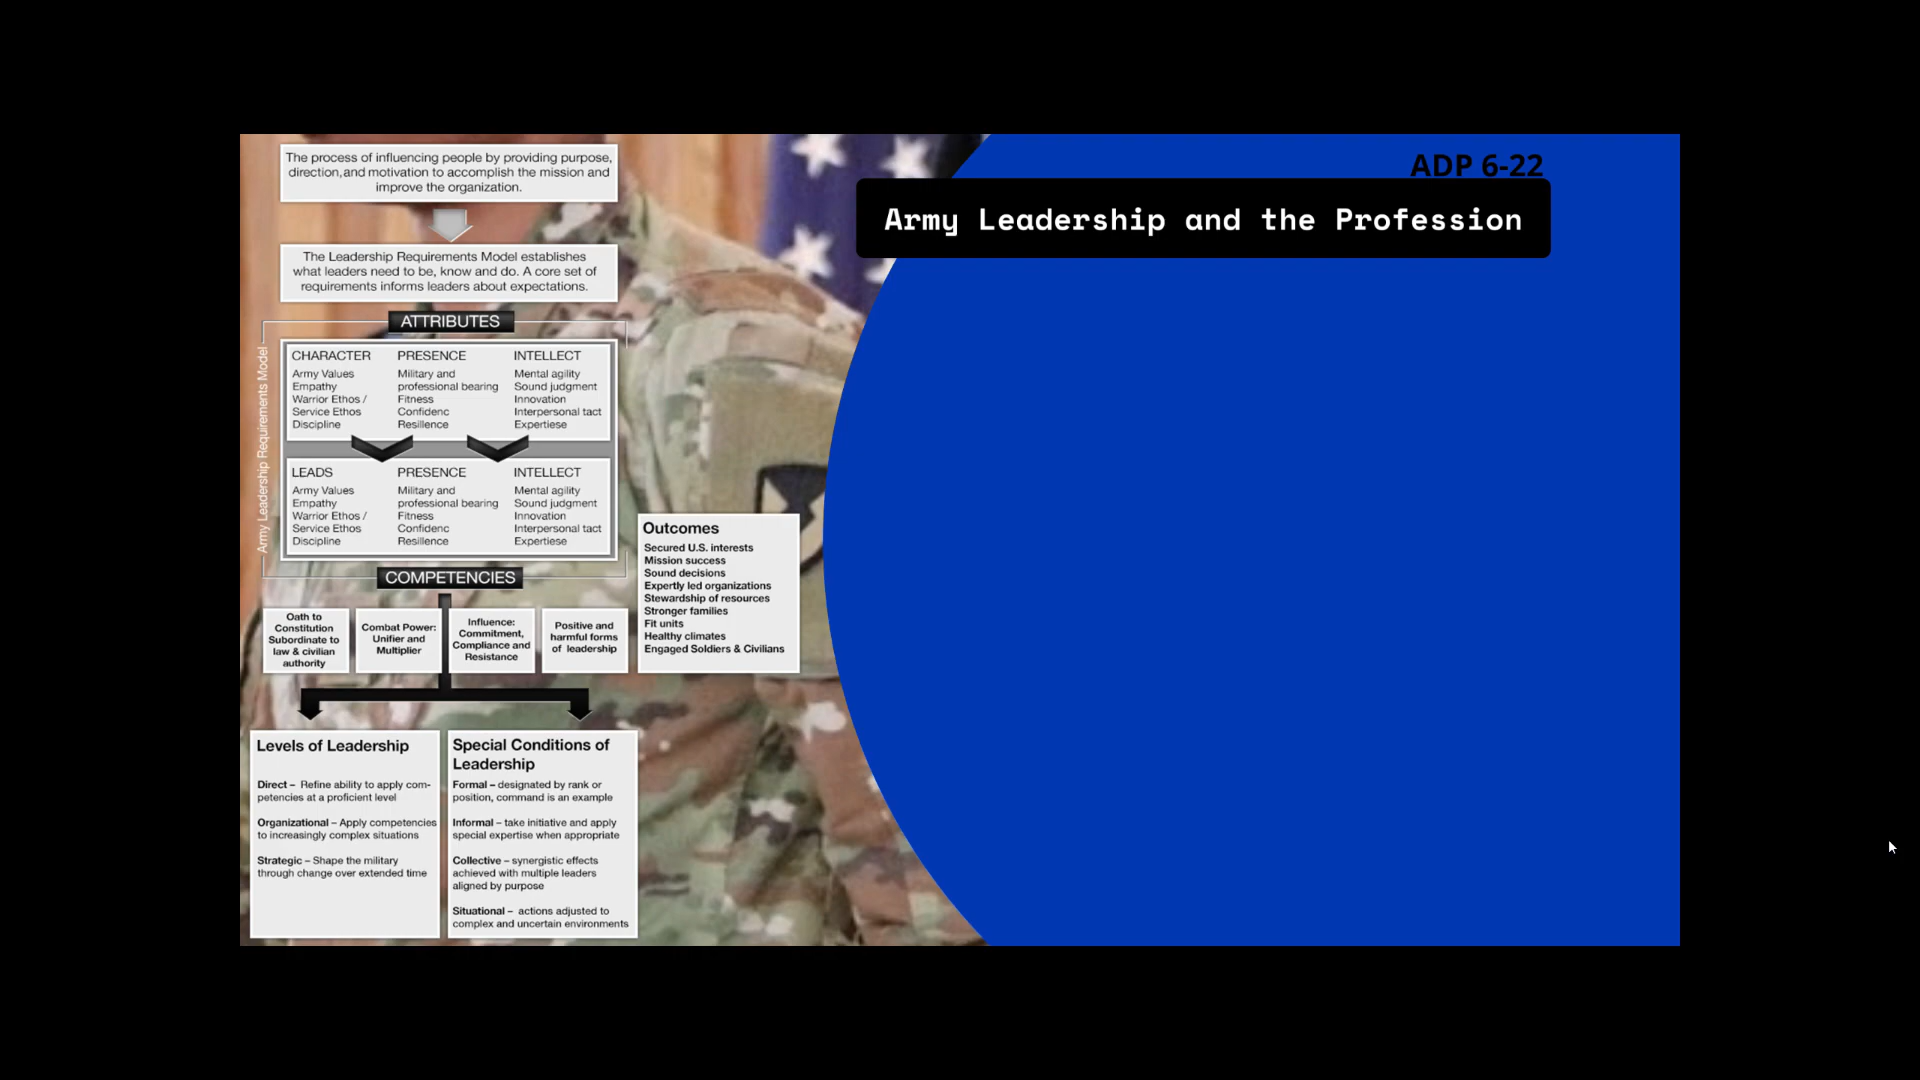 The process of influencing people by providing purpose,
direction,and motivation to accomplish the mission and
improve the organization.
The Leadership Requirements Model establishes
what leaders need to be, know and do. A core set of
requirements informs leaders about expectations.
Army Leadership Requirements Model
ATTRIBUTES
CHARACTER
Army Values
Empathy
Warrior Ethos /
Service Ethos
Discipline
PRESENCE
Military and
professional bearing
Fitness
Confidenc
Resillence
INTELLECT
Mental agility
Sound judgment
Innovation
Interpersonal tact
Expertiese
LEADS
Army Values
Empathy
Warrior Ethos /
Service Ethos
Discipline
PRESENCE
Military and
professional bearing
Fitness
Confidenc
Resillence
INTELLECT
Mental agility
Sound judgment
Innovation
Interpersonal tact
Expertiese
COMPETENCIES
Oath to
Constitution
Subordinate to
law & civilian
authority
Combat Power:
Unifier and
Multiplier
Influence:
Commitment,
Compliance and
Resistance
Positive and
harmful forms
of leadership
Outcomes
Secured U.S. interests
Mission success
Sound decisions
Expertly led organizations
Stewardship of resources
Stronger families
Fit units
Healthy climates
Engaged Soldiers & Civilians
Levels of Leadership
Direct – Refine ability to apply com-
petencies at a proficient level
Organizational – Apply competencies
to increasingly complex situations
Strategic – Shape the military
through change over extended time
Special Conditions of
Leadership
Formal – designated by rank or
position, command is an example
Informal – take initiative and apply
special expertise when appropriate
Collective – synergistic effects
achieved with multiple leaders
aligned by purpose
Situational – actions adjusted to
complex and uncertain environments
ADP 6-22
Army Leadership and the Profession